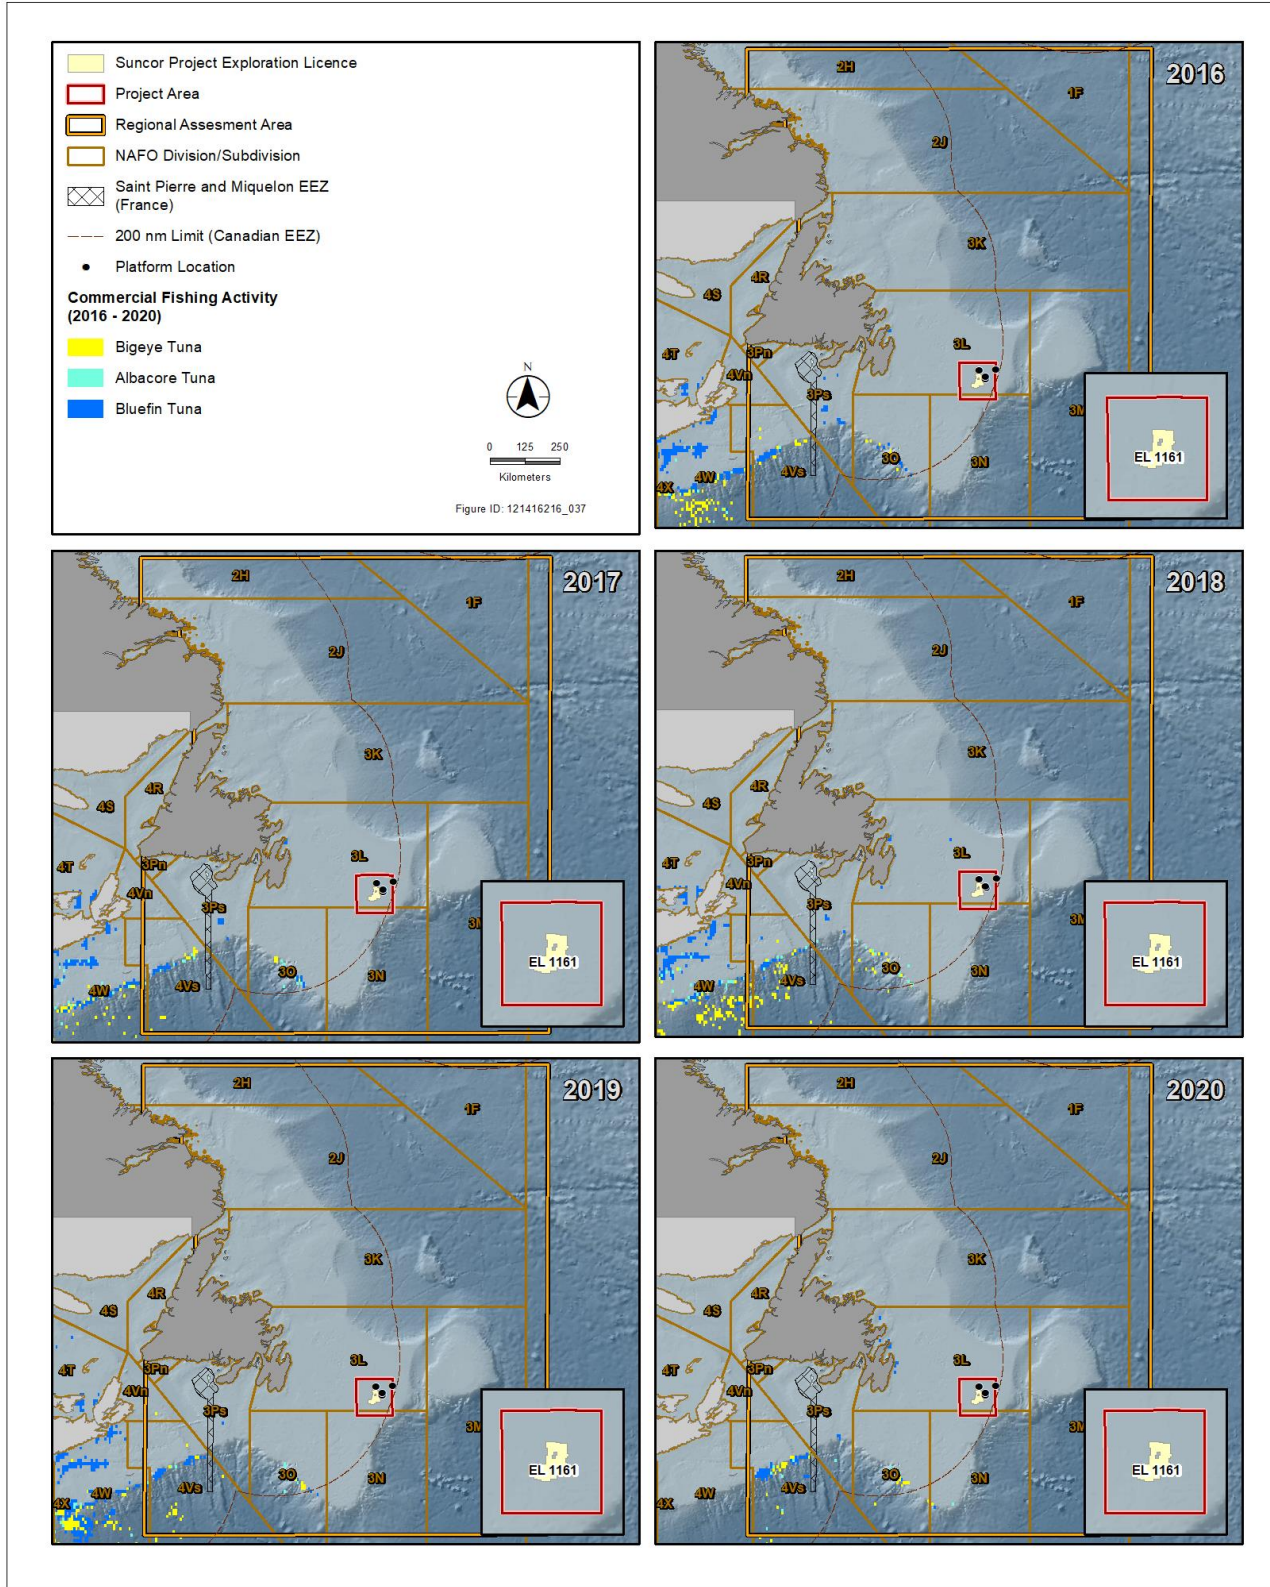 Suncor Project Exploration Licence
Project Area
Regional Assesment Area
NAFO Division/Subdivision
Saint Pierre and Miquelon EEZ
(France)
200 nm Limit (Canadian EEZ)
Platform Location
Commercial Fishing Activity
(2016 - 2020)
Bigeye Tuna
Albacore Tuna
Bluefin Tuna
N
0 125 250
Kilometers
Figure ID: 121416216_037
2016
2H
1F
2J
3K
4R
4S
3L
4T
3Pn
4Vn
3Ps
3M
3O
3N
4Vs
4W
4X
EL 1161
2017
2H
1F
2J
3K
4R
4S
3L
4T
3Pn
4Vn
3Ps
3M
3O
3N
4Vs
4W
EL 1161
2018
2H
1F
2J
3K
4R
4S
3L
4T
3Pn
4Vn
3Ps
3M
3O
3N
4Vs
4W
EL 1161
2019
2H
1F
2J
3K
4R
4S
3L
4T
3Pn
4Vn
3Ps
3M
3O
3N
4Vs
4W
4X
EL 1161
2020
2H
1F
2J
3K
4R
4S
3L
4T
3Pn
4Vn
3Ps
3M
3O
3N
4Vs
4W
4X
EL 1161